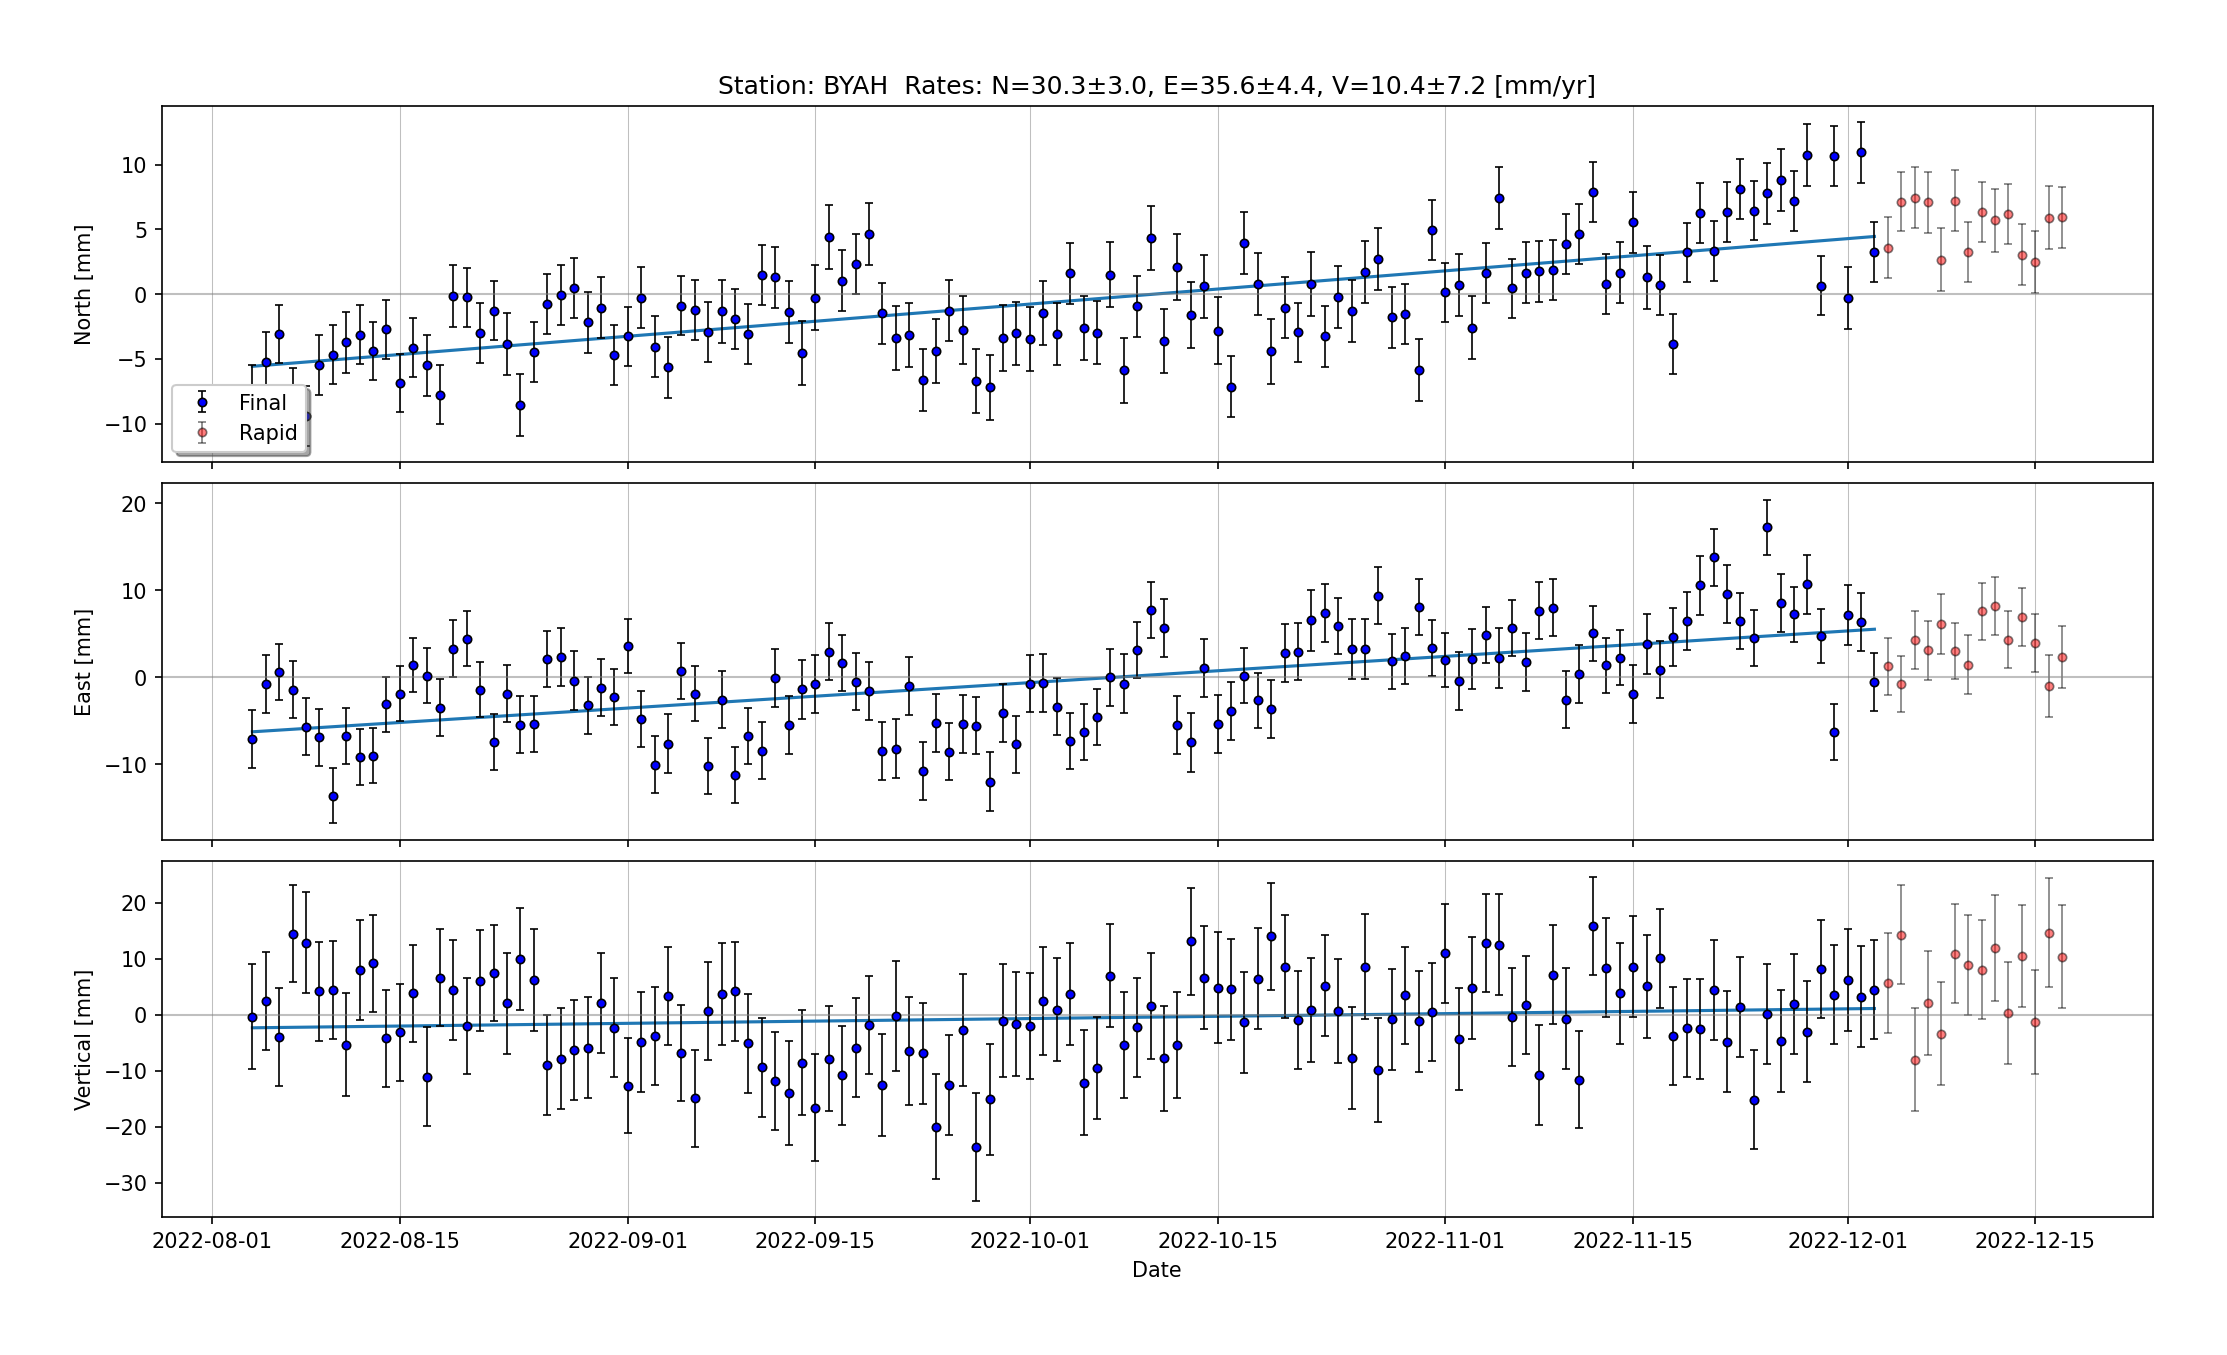 Station: BYAH  Rates: N=30.3±3.0, E=35.6±4.4, V=10.4±7.2 [mm/yr]
North [mm]
10
5
0
−5
−10
Final
Rapid
East [mm]
20
10
0
−10
Vertical [mm]
20
10
0
−10
−20
−30
2022-08-01 2022-08-15 2022-09-01 2022-09-15 2022-10-01 2022-10-15 2022-11-01 2022-11-15 2022-12-01 2022-12-15
Date